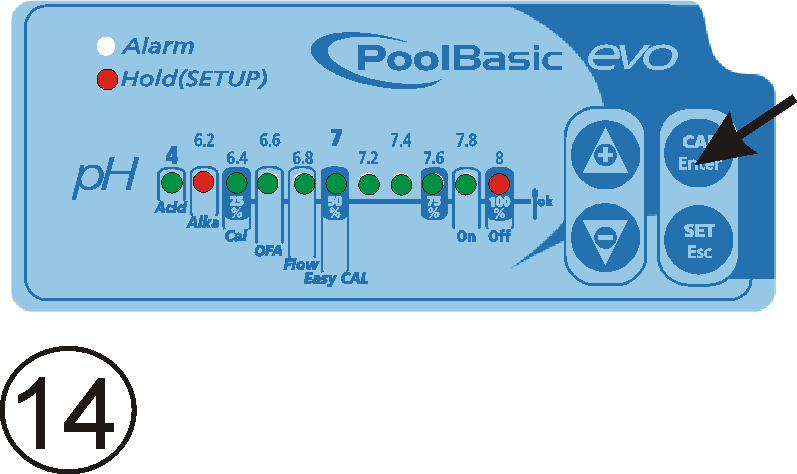 Alarm
PoolBasic evo
Hold(SETUP)
6.2 6.6 7 7.4 7.8
4 6.4 6.8 7.2 7.6 8
pH
CAL
Enter
25
%
50
%
75
%
100
%
ok
Acid Alka Cal OFA Flow Easy CAL On Off
SET
Esc
14